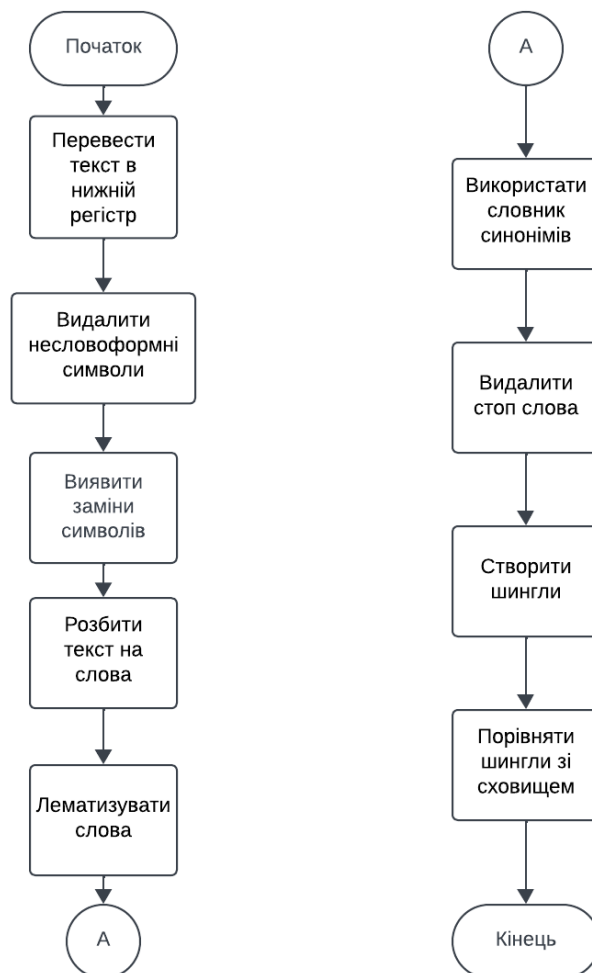 Початок
Перевести
текст в
нижній
регістр
Видалити
несловоформні
символи
Виявити
заміни
символів
Розбити
текст на
слова
Лематизувати
слова
А
А
Використати
словник
синонімів
Видалити
стоп слова
Створити
шингли
Порівняти
шингли зі
сховищем
Кінець